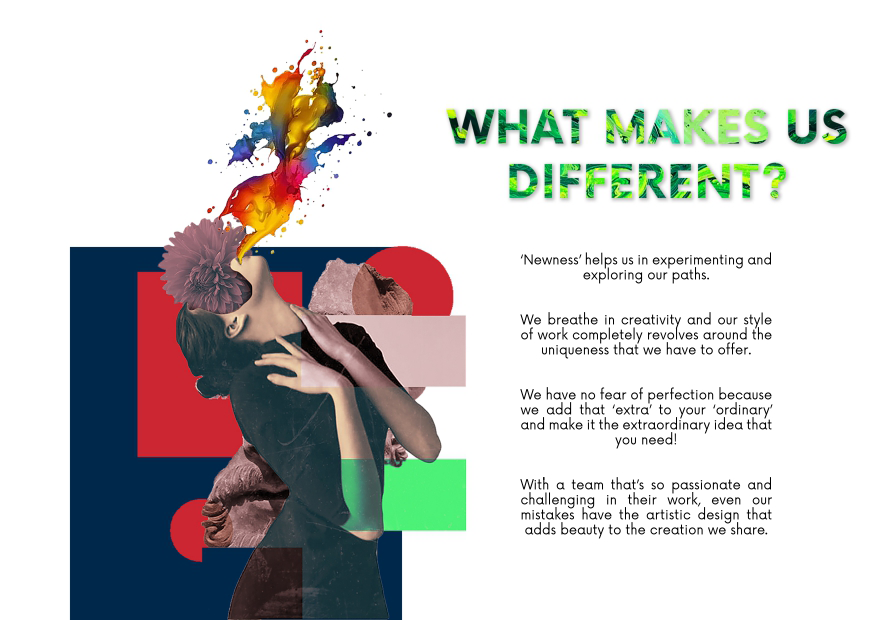 WHAT MAKES US
DIFFERENT?
‘Newness’ helps us in experimenting and
exploring our paths.
We breathe in creativity and our style
of work completely revolves around the
uniqueness that we have to offer.
We have no fear of perfection because
we add that ‘extra’ to your ‘ordinary’
and make it the extraordinary idea that
you need!
With a team that’s so passionate and
challenging in their work, even our
mistakes have the artistic design that
adds beauty to the creation we share.